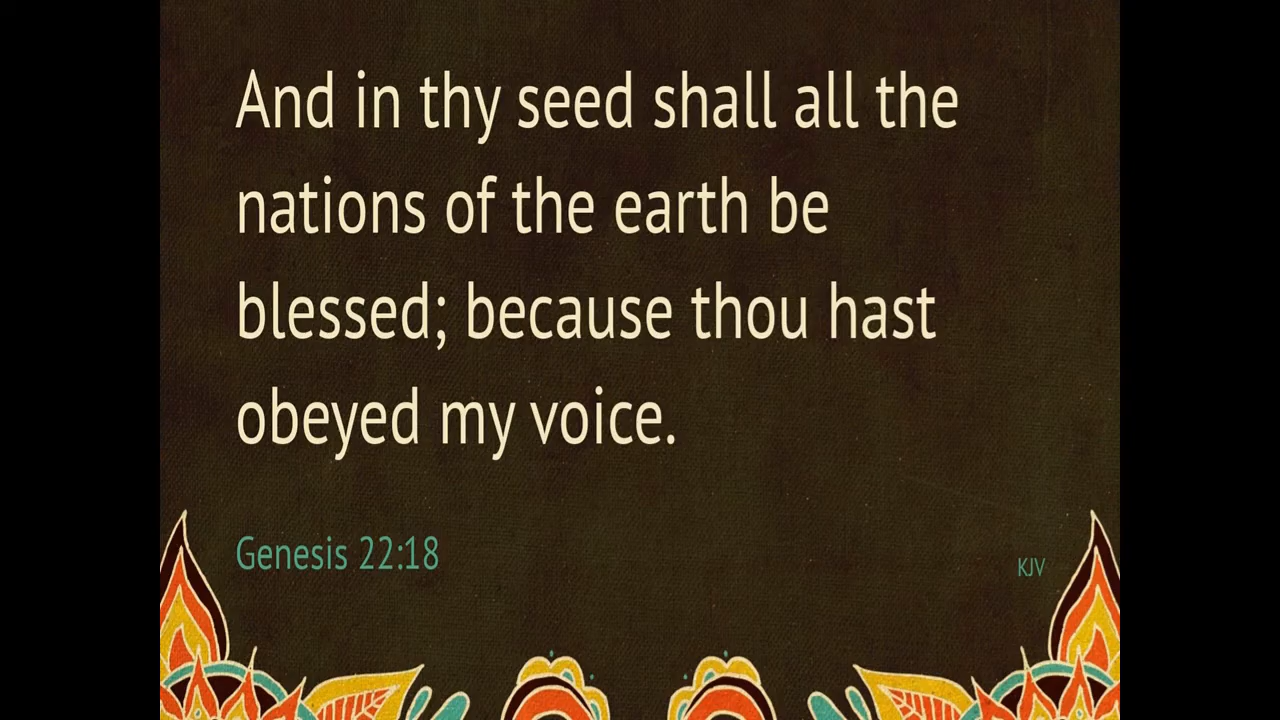 And in thy seed shall all the
nations of the earth be
blessed; because thou hast
obeyed my voice.
Genesis 22:18
KJV